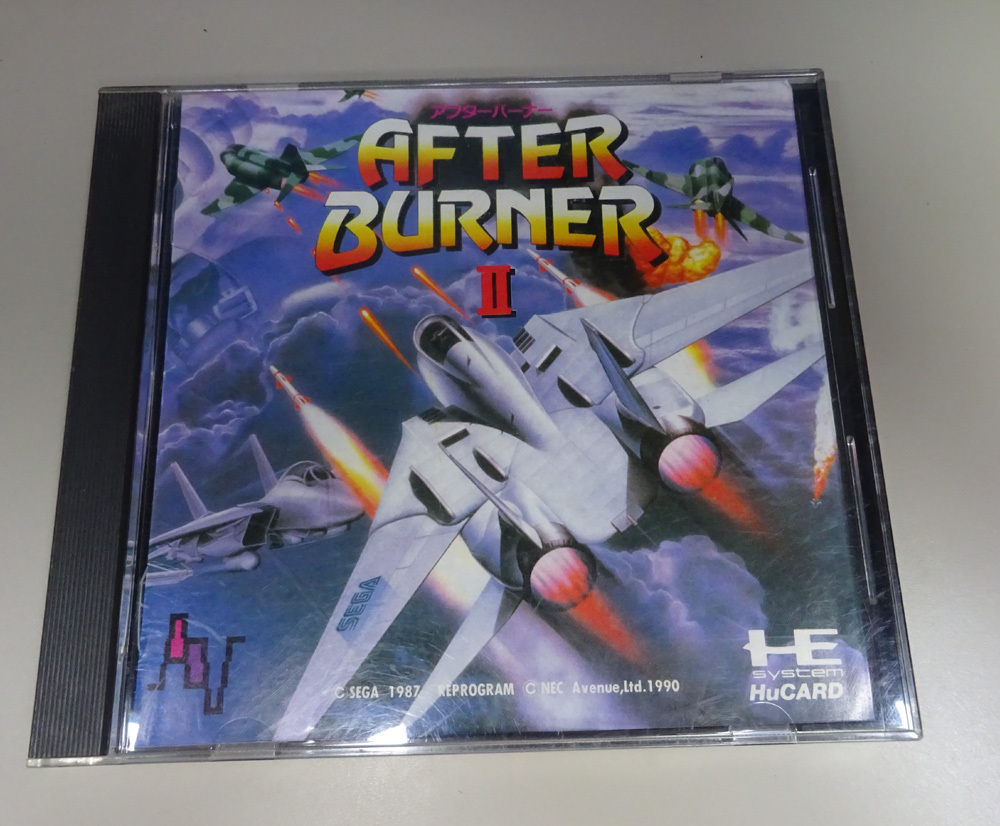 アフターバーナー
AFTER
BURNER
II
SEGA
© SEGA 1987 REPROGRAM © NEC Avenue,Ltd.1990
HE
system
HuCARD